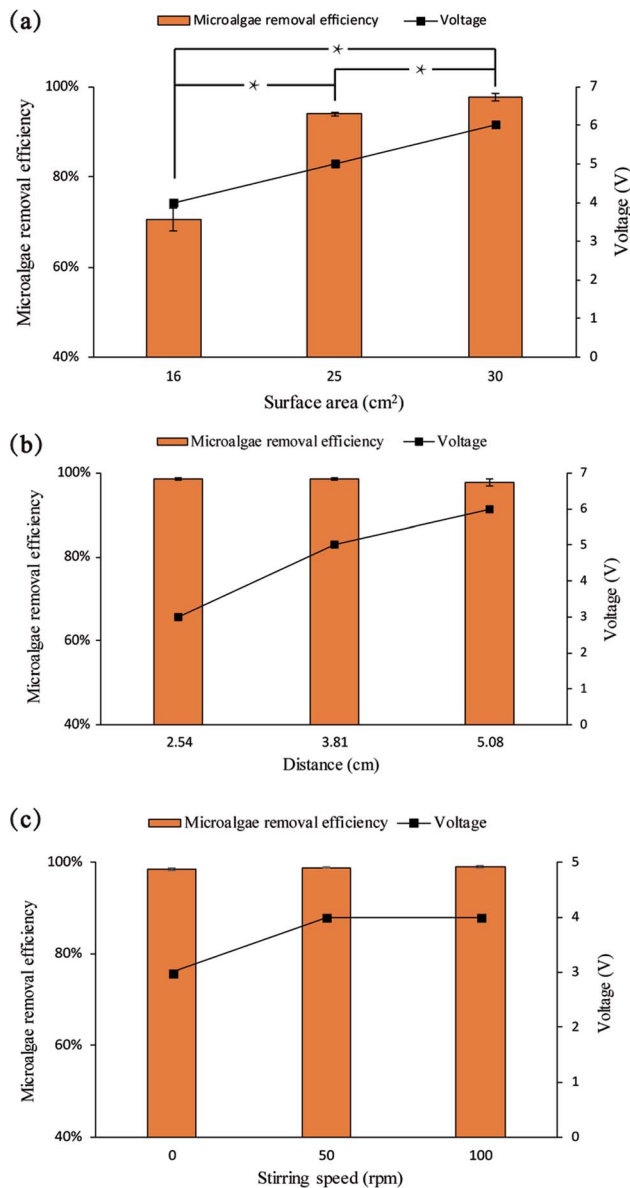 (a)
Microalgae removal efficiency Voltage
* * *
100%
80%
60%
40%
Microalgae removal efficiency
7
6
5
4
3
2
1
0
Voltage (V)
16 25 30
Surface area (cm²)
(b)
Microalgae removal efficiency Voltage
100%
80%
60%
40%
Microalgae removal efficiency
7
6
5
4
3
2
1
0
Voltage (V)
2.54 3.81 5.08
Distance (cm)
(c)
Microalgae removal efficiency Voltage
100%
80%
60%
40%
Microalgae removal efficiency
5
4
3
2
1
0
Voltage (V)
0 50 100
Stirring speed (rpm)